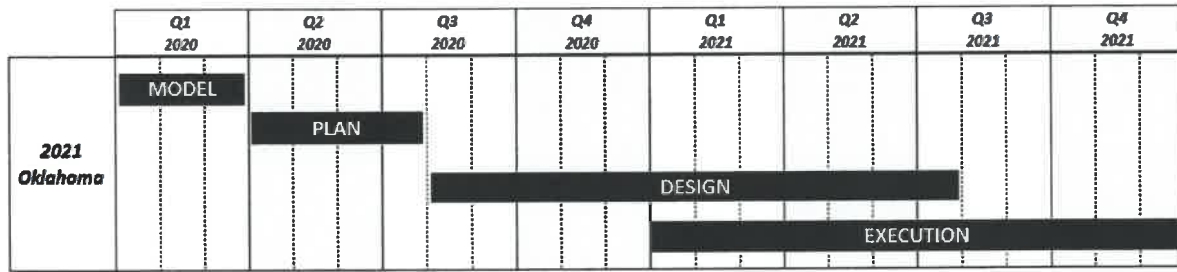 Q1 Q2 Q3 Q4 Q1 Q2 Q3 Q4
2020 2020 2020 2020 2021 2021 2021 2021
MODEL
PLAN
2021
Oklahoma
DESIGN
EXECUTION